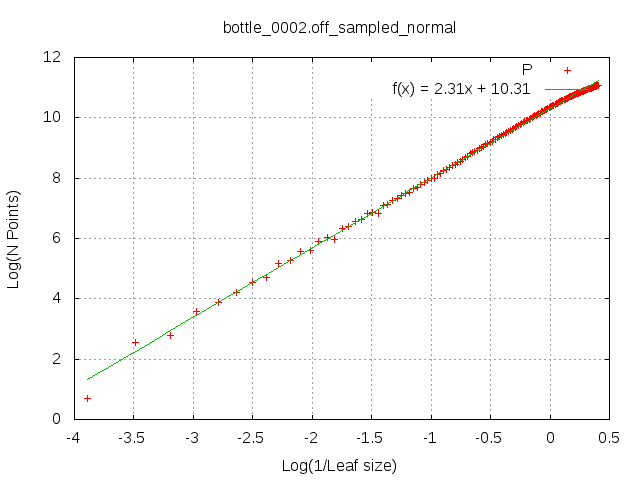 bottle_0002.off_sampled_normal
12
10
8
6
4
2
0
P
f(x) = 2.31x + 10.31
Log(N Points)
-4 -3.5 -3 -2.5 -2 -1.5 -1 -0.5 0 0.5
Log(1/Leaf size)